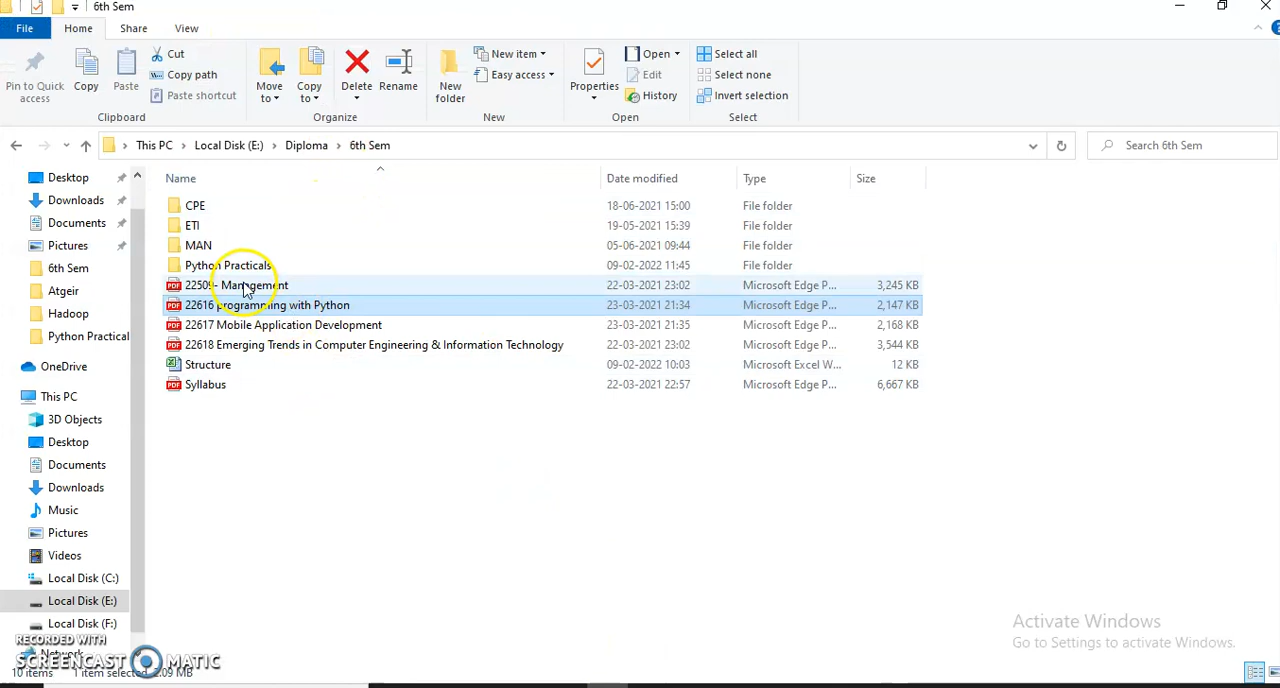 6th Sem
File Home Share View
Pin to Quick access
Copy
Paste
Cut
Copy path
Paste shortcut
Clipboard
Move to
Copy to
Delete
Rename
Organize
New folder
New item
Easy access
New
Properties
Open
Edit
History
Open
Select all
Select none
Invert selection
Select
This PC > Local Disk (E:) > Diploma > 6th Sem
Search 6th Sem
Name Date modified Type Size
CPE 18-06-2021 15:00 File folder
ETI 19-05-2021 15:39 File folder
MAN 05-06-2021 09:44 File folder
Python Practicals 09-02-2022 11:45 File folder
22509- Management 22-03-2021 23:02 Microsoft Edge P... 3,245 KB
22616 programming with Python 23-03-2021 21:34 Microsoft Edge P... 2,147 KB
22617 Mobile Application Development 23-03-2021 21:35 Microsoft Edge P... 2,168 KB
22618 Emerging Trends in Computer Engineering & Information Technology 22-03-2021 23:02 Microsoft Edge P... 3,544 KB
Structure 09-02-2022 10:03 Microsoft Excel W... 12 KB
Syllabus 22-03-2021 22:57 Microsoft Edge P... 6,667 KB
Desktop
Downloads
Documents
Pictures
6th Sem
Atgeir
Hadoop
Python Practical
OneDrive
This PC
3D Objects
Desktop
Documents
Downloads
Music
Pictures
Videos
Local Disk (C:)
Local Disk (E:)
Local Disk (F:)
Network
RECORDED WITH
SCREENCAST MATIC
10 items 1 item selected 2.09 MB
Activate Windows
Go to Settings to activate Windows.